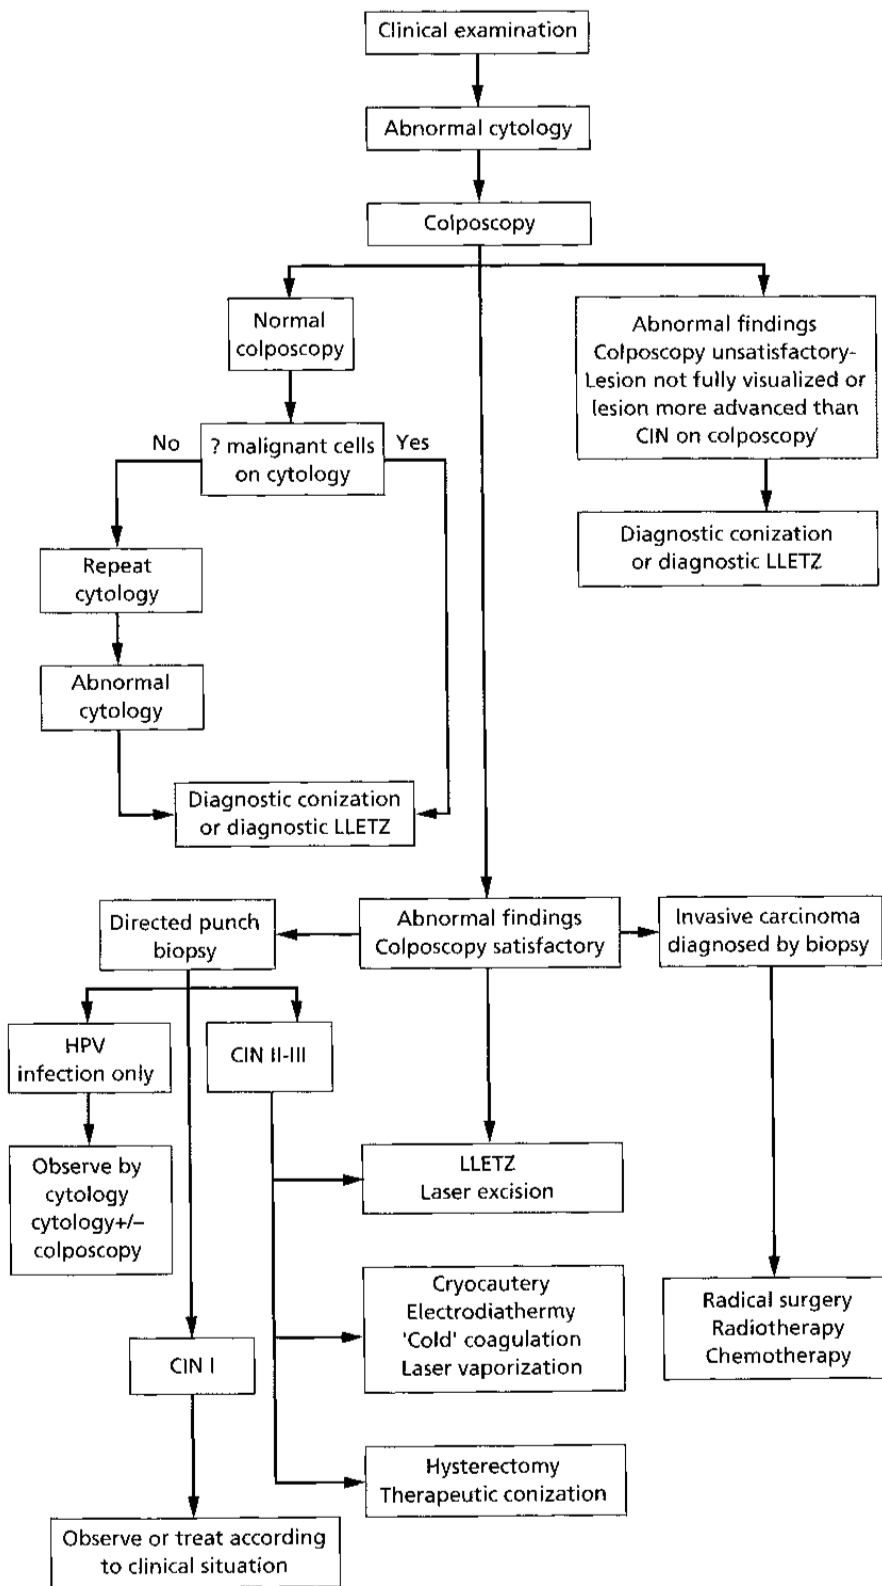 Clinical examination
Abnormal cytology
Colposcopy
Normal
colposcopy
Abnormal findings
Colposcopy unsatisfactory-
Lesion not fully visualized or
lesion more advanced than
CIN on colposcopy
No
? malignant cells
on cytology
Yes
Diagnostic conization
or diagnostic LLETZ
Repeat
cytology
Abnormal
cytology
Diagnostic conization
or diagnostic LLETZ
Directed punch
biopsy
Abnormal findings
Colposcopy satisfactory
Invasive carcinoma
diagnosed by biopsy
HPV
infection only
CIN II-III
Observe by
cytology
cytology+/–
colposcopy
LLETZ
Laser excision
Cryocautery
Electrodiathermy
'Cold' coagulation
Laser vaporization
Radical surgery
Radiotherapy
Chemotherapy
CIN I
Hysterectomy
Therapeutic conization
Observe or treat according
to clinical situation